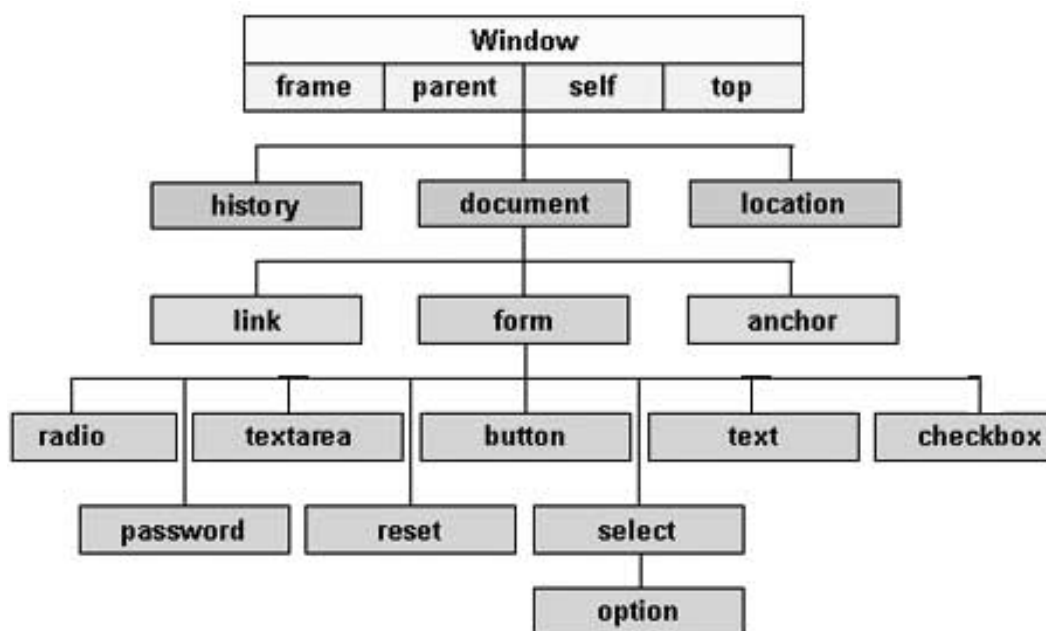 Window
frame parent self top
history document location
link form anchor
radio textarea button text checkbox
password reset select
option